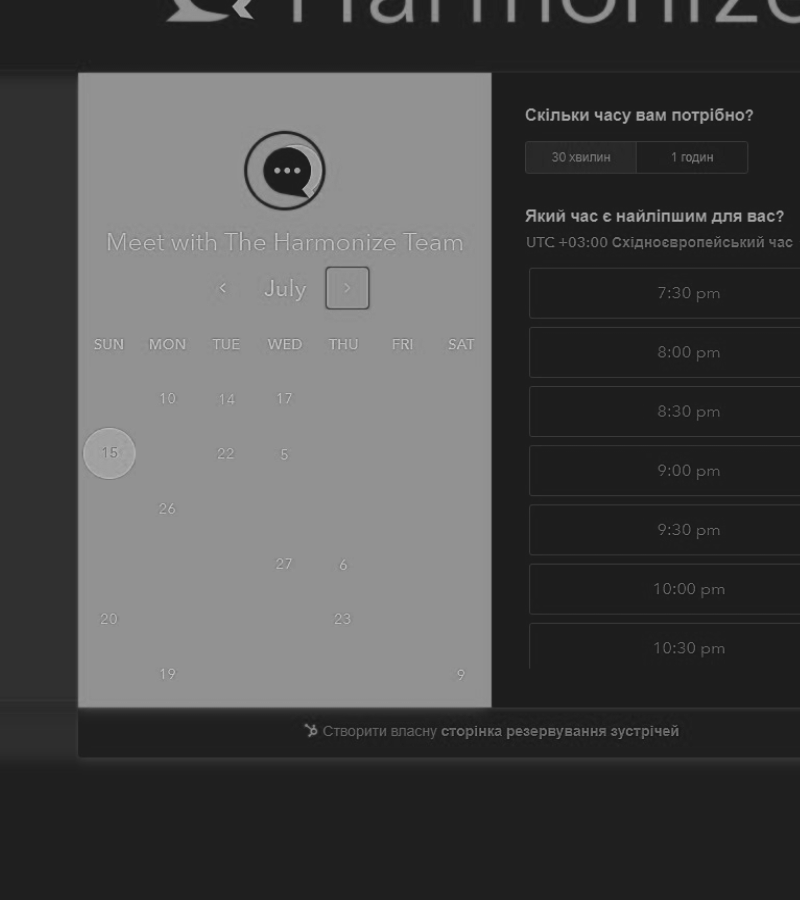 Harmonize
Meet with The Harmonize Team
July
SUN MON TUE WED THU FRI SAT
10 14 17
15 22 5
26
27 6
20 23
19 9
Скільки часу вам потрібно?
30 хвилин 1 годин
Який час є найліпшим для вас?
UTC +03:00 Східноєвропейський час
7:30 pm
8:00 pm
8:30 pm
9:00 pm
9:30 pm
10:00 pm
10:30 pm
Створити власну сторінка резервування зустрічей